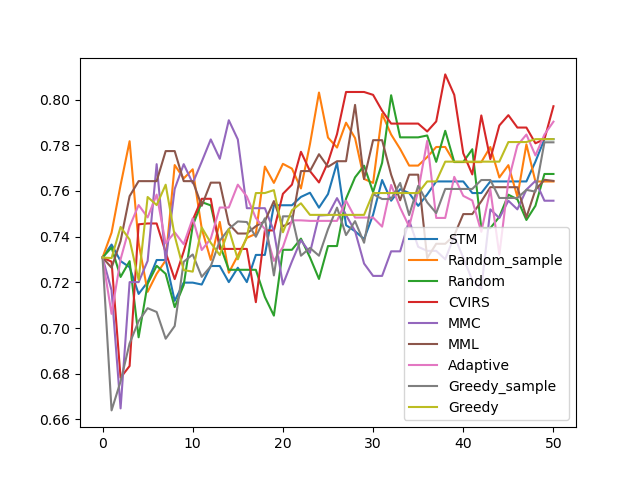 0.80
0.78
0.76
0.74
0.72
0.70
0.68
0.66
0 10 20 30 40 50
STM
Random_sample
Random
CVIRS
MMC
MML
Adaptive
Greedy_sample
Greedy